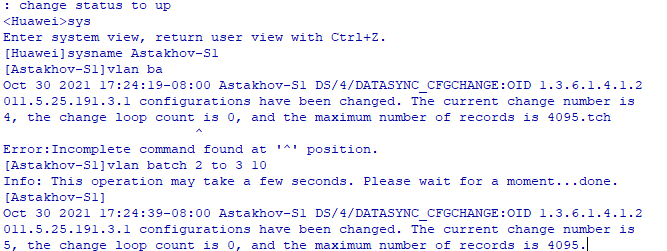 : change status to up
<Huawei>sys
Enter system view, return user view with Ctrl+Z.
[Huawei]sysname Astakhov-S1
[Astakhov-S1]vlan ba
Oct 30 2021 17:24:19-08:00 Astakhov-S1 DS/4/DATASYNC_CFGCHANGE:OID 1.3.6.1.4.1.2
011.5.25.191.3.1 configurations have been changed. The current change number is
4, the change loop count is 0, and the maximum number of records is 4095.tch
^
Error:Incomplete command found at '^' position.
[Astakhov-S1]vlan batch 2 to 3 10
Info: This operation may take a few seconds. Please wait for a moment...done.
[Astakhov-S1]
Oct 30 2021 17:24:39-08:00 Astakhov-S1 DS/4/DATASYNC_CFGCHANGE:OID 1.3.6.1.4.1.2
011.5.25.191.3.1 configurations have been changed. The current change number is
5, the change loop count is 0, and the maximum number of records is 4095.